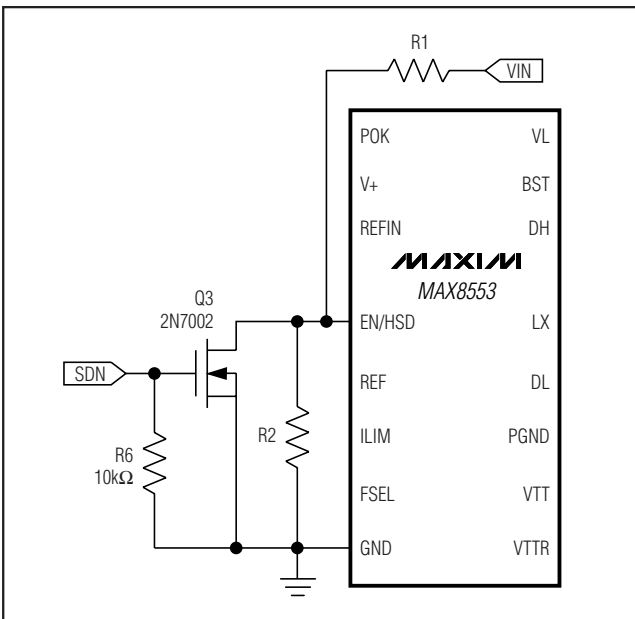 R1
VIN
POK VL
V+ BST
REFIN DH
MAXIM
MAX8553
Q3
2N7002
EN/HSD LX
SDN
REF DL
R2
ILIM PGND
R6
10kΩ
FSEL VTT
GND VTTR